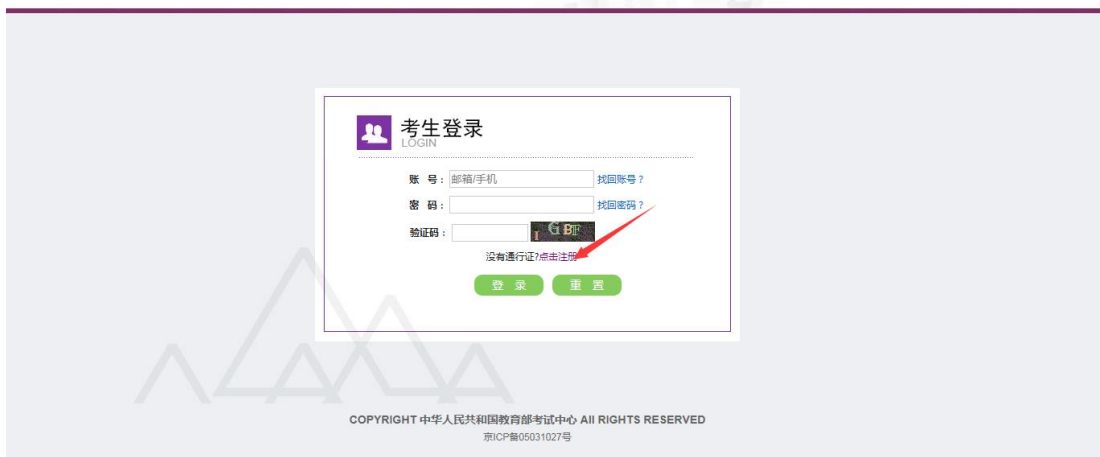 考生登录
LOGIN
账 号：邮箱/手机 找回账号？
密 码： 找回密码？
验证码： I G B F
没有通行证?点击注册
登 录 重 置
COPYRIGHT 中华人民共和国教育部考试中心 All RIGHTS RESERVED
京ICP备05031027号